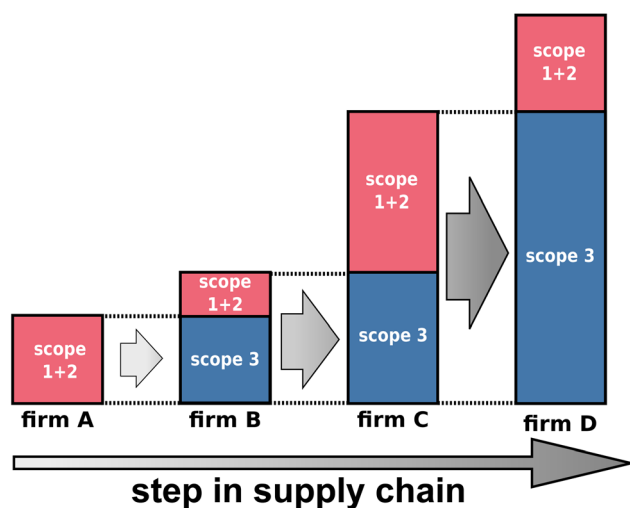 scope
1+2
scope
1+2
scope
1+2
scope 3
scope
1+2
scope 3
scope 3
firm A
firm B
firm C
firm D
step in supply chain